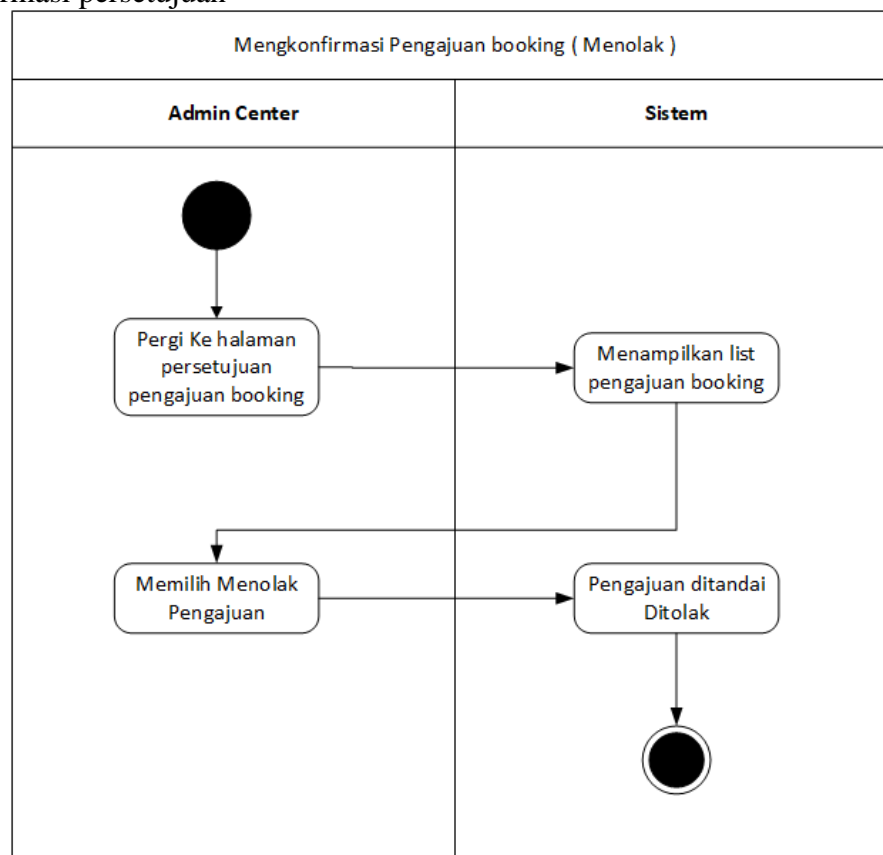 persetujuan
Mengkonfirmasi Pengajuan booking ( Menolak )
Admin Center
Sistem
Pergi Ke halaman
persetujuan
pengajuan booking
Menampilkan list
pengajuan booking
Memilih Menolak
Pengajuan
Pengajuan ditandai
Ditolak